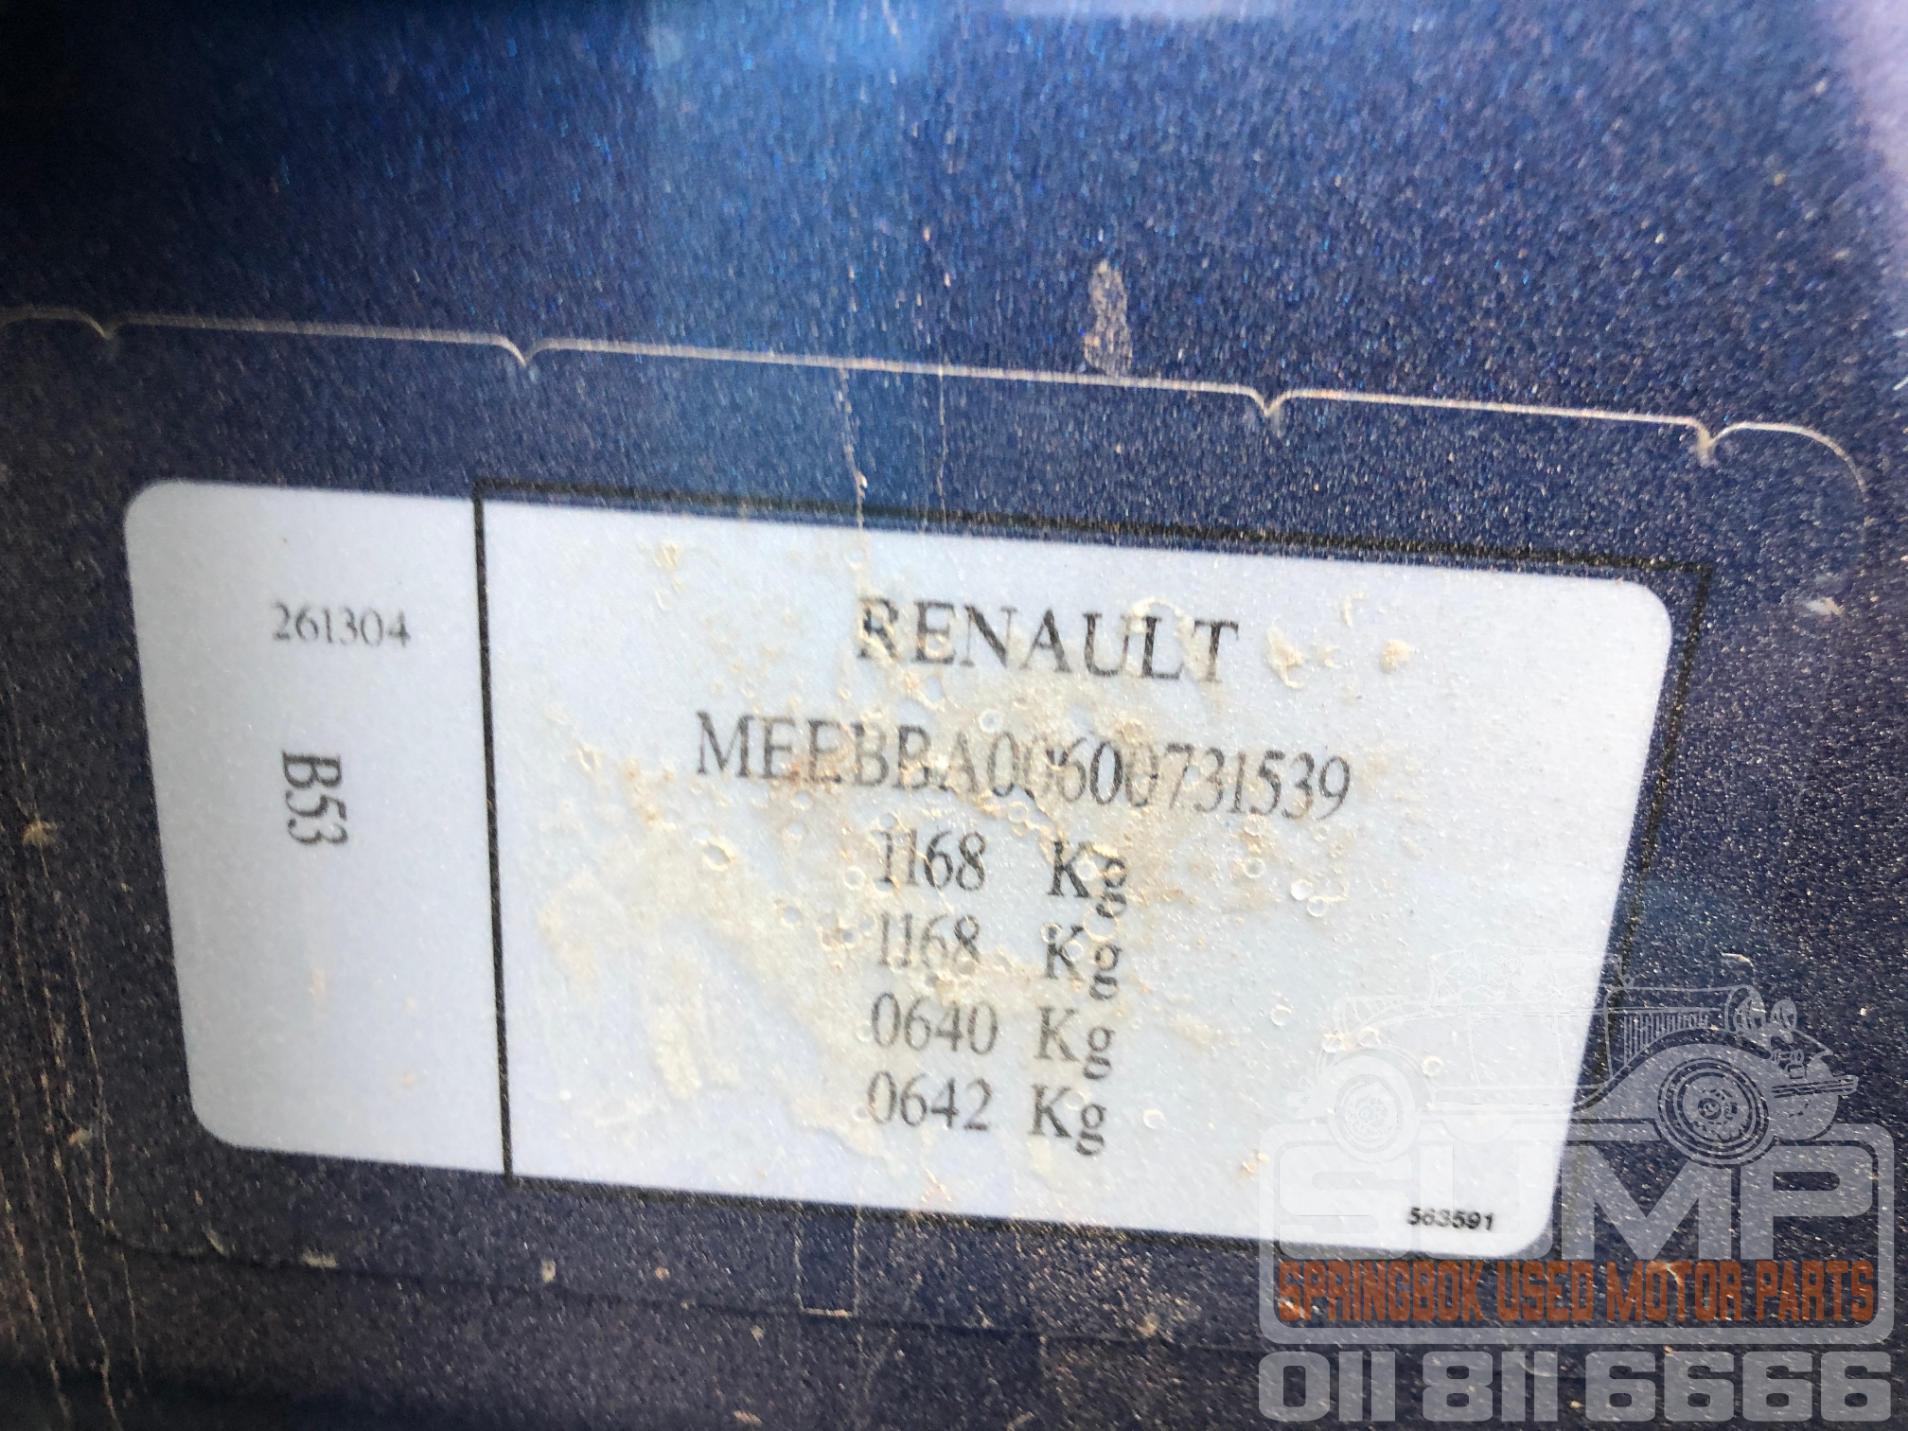 261304
B53
RENAULT
MEEBBA00600731539
1168 Kg
1168 Kg
0640 Kg
0642 Kg
563591
SUMP
SPRINGBOK USED MOTOR PARTS
011 811 6666